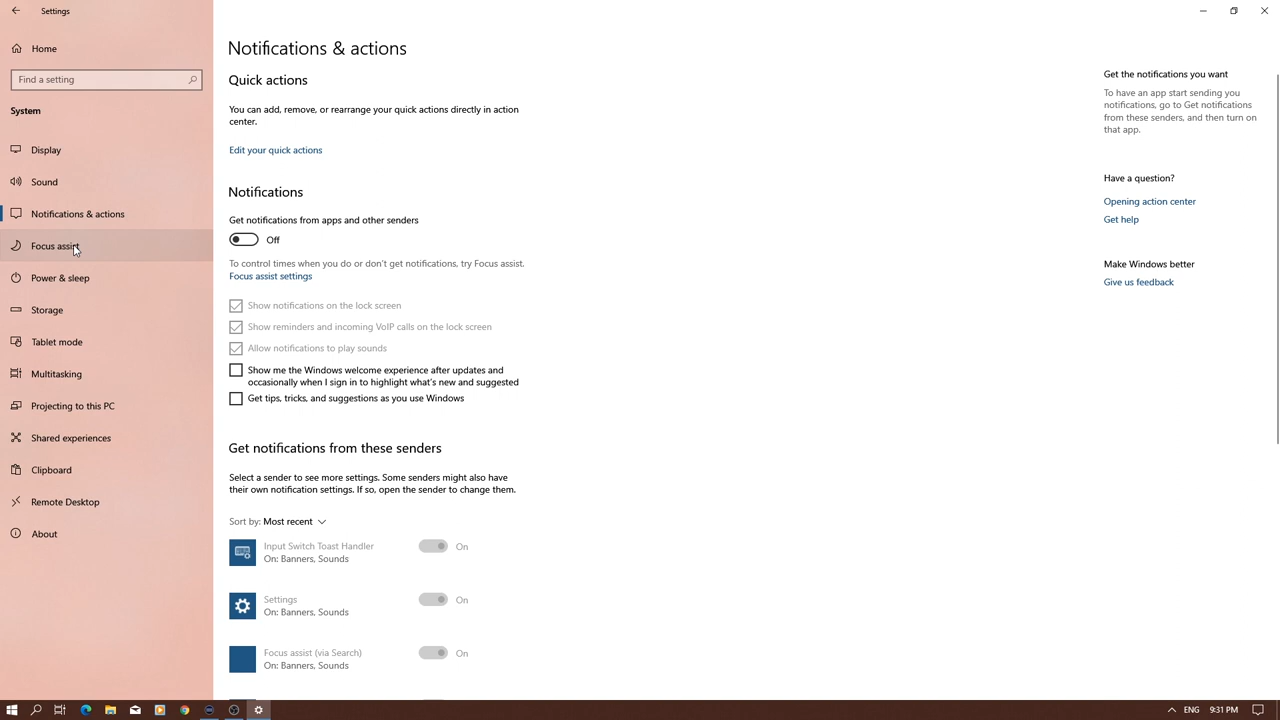 Settings
Home
Find a setting
System
Display
Sound
Notifications & actions
Focus assist
Power & sleep
Storage
Tablet mode
Multitasking
Projecting to this PC
Shared experiences
Clipboard
Remote Desktop
About
Notifications & actions
Quick actions
You can add, remove, or rearrange your quick actions directly in action
center.
Edit your quick actions
Notifications
Get notifications from apps and other senders
Off
To control times when you do or don't get notifications, try Focus assist.
Focus assist settings
Show notifications on the lock screen
Show reminders and incoming VoIP calls on the lock screen
Allow notifications to play sounds
Show me the Windows welcome experience after updates and
occasionally when I sign in to highlight what's new and suggested
Get tips, tricks, and suggestions as you use Windows
Get notifications from these senders
Select a sender to see more settings. Some senders might also have
their own notification settings. If so, open the sender to change them.
Sort by: Most recent
Input Switch Toast Handler
On
On: Banners, Sounds
Settings
On
On: Banners, Sounds
Focus assist (via Search)
On
On: Banners, Sounds
Get the notifications you want
To have an app start sending you
notifications, go to Get notifications
from these senders, and then turn on
that app.
Have a question?
Opening action center
Get help
Make Windows better
Give us feedback
ENG 9:31 PM